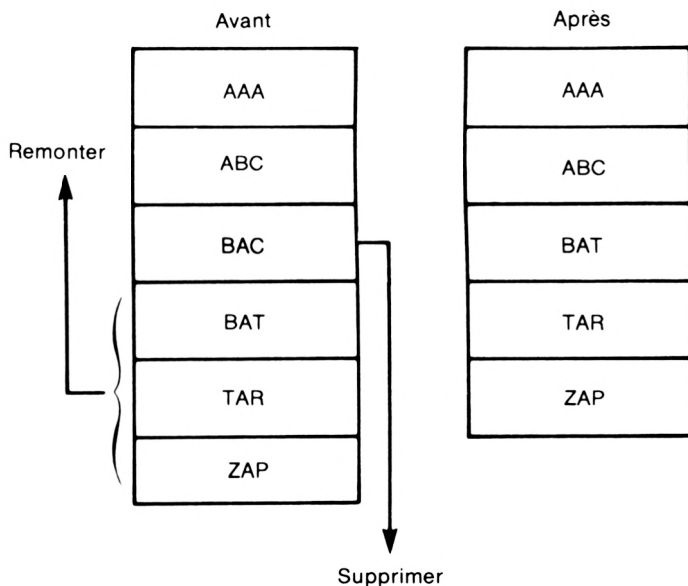 Avant
AAA
ABC
Remonter
BAC
BAT
TAR
ZAP
Supprimer
Après
AAA
ABC
BAT
TAR
ZAP